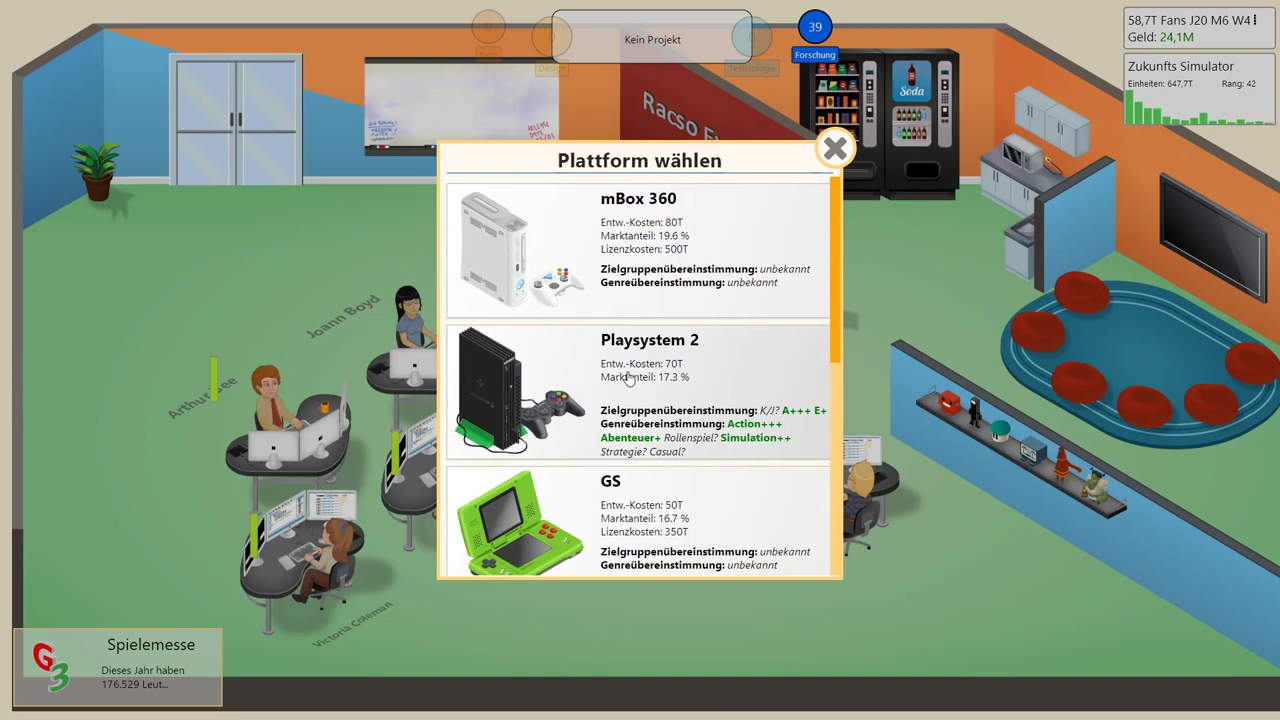 39
Kein Projekt
Forschung
Design
Technologie
58,7T Fans J20 M6 W4
Geld: 24,1M
Zukunfts Simulator
Einheiten: 647,7T Rang: 42
Soda
Racso
Plattform wählen
mBox 360
Entw.-Kosten: 80T
Marktanteil: 19.6 %
Lizenzkosten: 500T
Zielgruppenübereinstimmung: unbekannt
Genreübereinstimmung: unbekannt
Joann Boyd
Playsystem 2
Entw.-Kosten: 70T
Marktanteil: 17.3 %
Zielgruppenübereinstimmung: K/J? A+++ E+
Genreübereinstimmung: Action+++
Abenteuer+ Rollenspiel? Simulation++
Strategie? Casual?
GS
Entw.-Kosten: 50T
Marktanteil: 16.7 %
Lizenzkosten: 350T
Zielgruppenübereinstimmung: unbekannt
Genreübereinstimmung: unbekannt
Victoria Coleman
G3
Spielemesse
Dieses Jahr haben
176.529 Leut...